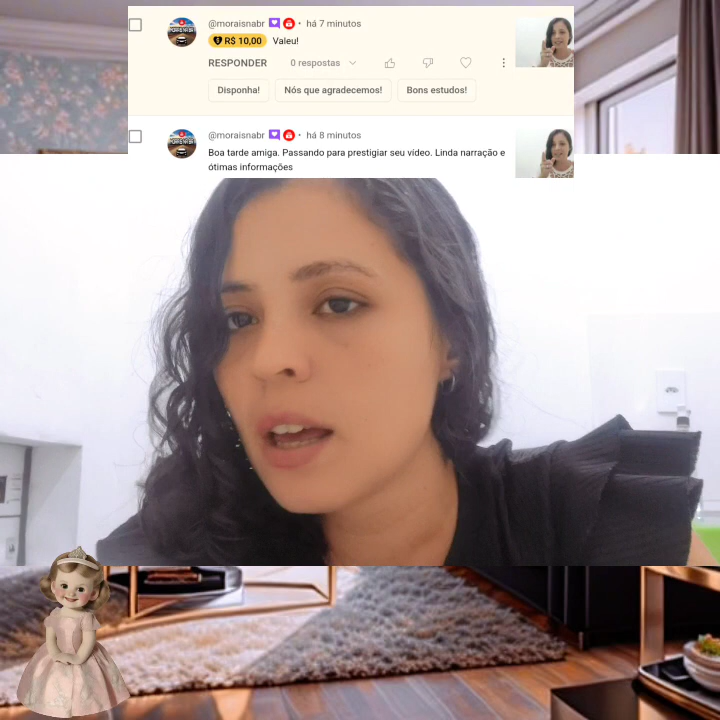 @moraisnabr • há 7 minutos
R$ 10,00 Valeu!
RESPONDER 0 respostas
Disponha! Nós que agradecemos! Bons estudos!
@moraisnabr • há 8 minutos
Boa tarde amiga. Passando para prestigiar seu vídeo. Linda narração e
ótimas informações